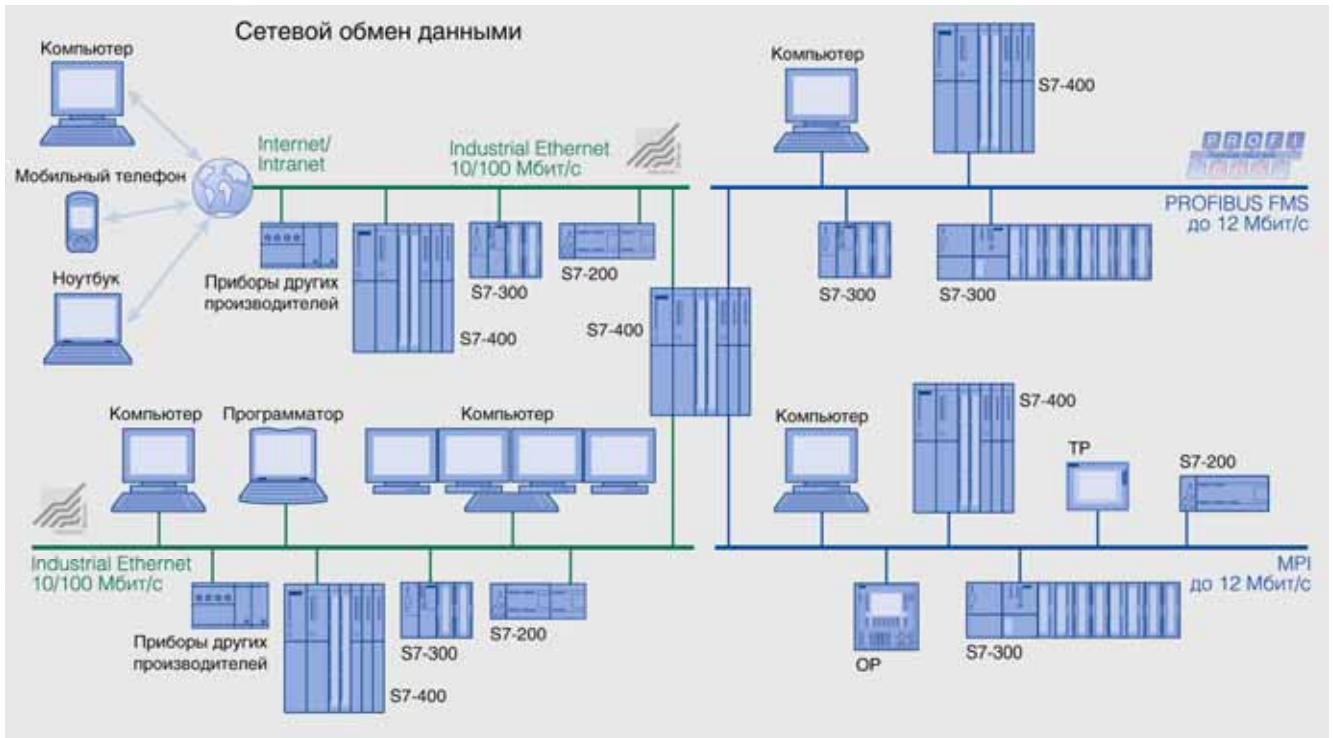 Сетевой обмен данными
Компьютер
Мобильный телефон
Ноутбук
Internet/
Intranet
Industrial Ethernet
10/100 Мбит/с
Приборы других
производителей
S7-400
S7-300
S7-200
S7-400
Компьютер
S7-400
PROFI
BUS
PROFIBUS FMS
до 12 Мбит/с
S7-300
S7-300
Компьютер
Программатор
Компьютер
Industrial Ethernet
10/100 Мбит/с
Приборы других
производителей
S7-400
S7-300
S7-200
Компьютер
S7-400
TP
S7-200
MPI
до 12 Мбит/с
OP
S7-300